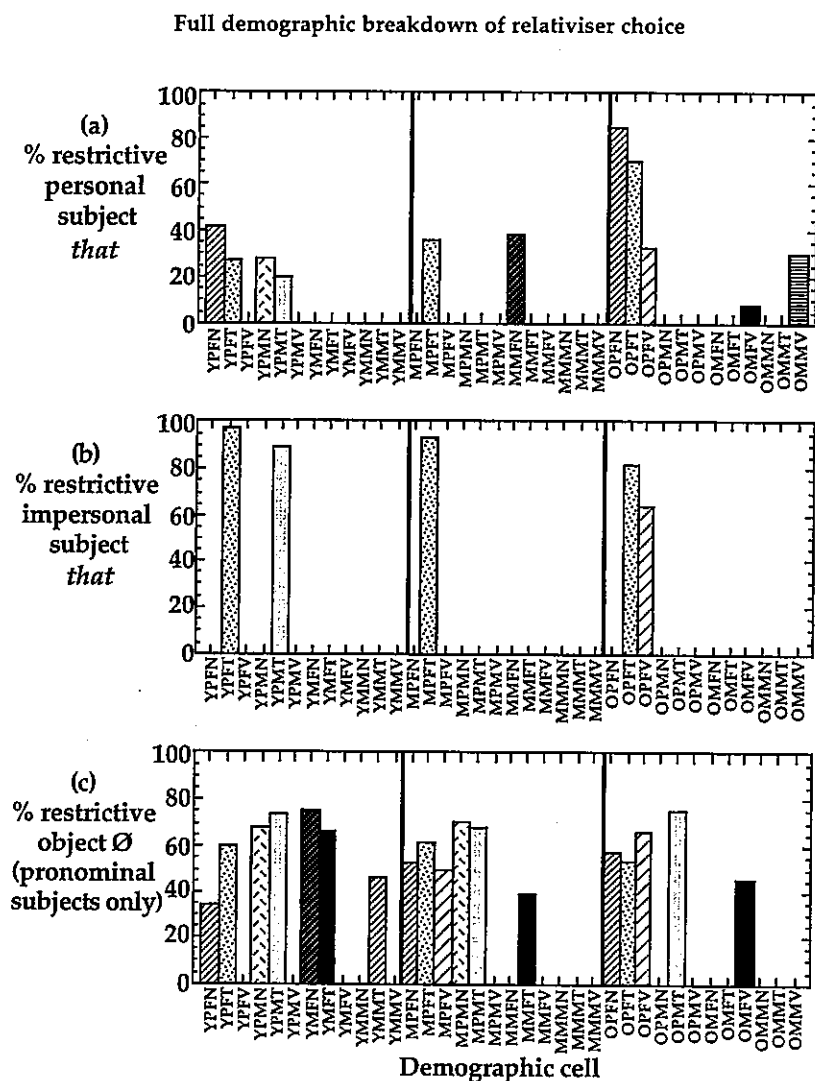 Full demographic breakdown of relativiser choice
(a)
% restrictive
personal
subject
that
100
80
60
40
20
0
YPFN YPFT YPFV YPMN YPMT YPMV YMFN YMFT YMFV YMMN YMMT YMMV MPFN MPFT MPFV MPMN MPMT MPMV MMFN MMFT MMFV MMMN MMMT MMMV OPFN OPFT OPFV OPMN OPMT OPMV OMFN OMFT OMFV OMMN OMMT OMMV
(b)
% restrictive
impersonal
subject
that
100
80
60
40
20
0
YPFN YPFT YPFV YPMN YPMT YPMV YMFN YMFT YMFV YMMN YMMT YMMV MPFN MPFT MPFV MPMN MPMT MPMV MMFN MMFT MMFV MMMN MMMT MMMV OPFN OPFT OPFV OPMN OPMT OPMV OMFN OMFT OMFV OMMN OMMT OMMV
(c)
% restrictive
object Ø
(pronominal
subjects only)
100
80
60
40
20
0
YPFN YPFT YPFV YPMN YPMT YPMV YMFN YMFT YMFV YMMN YMMT YMMV MPFN MPFT MPFV MPMN MPMT MPMV MMFN MMFT MMFV MMMN MMMT MMMV OPFN OPFT OPFV OPMN OPMT OPMV OMFN OMFT OMFV OMMN OMMT OMMV
Demographic cell